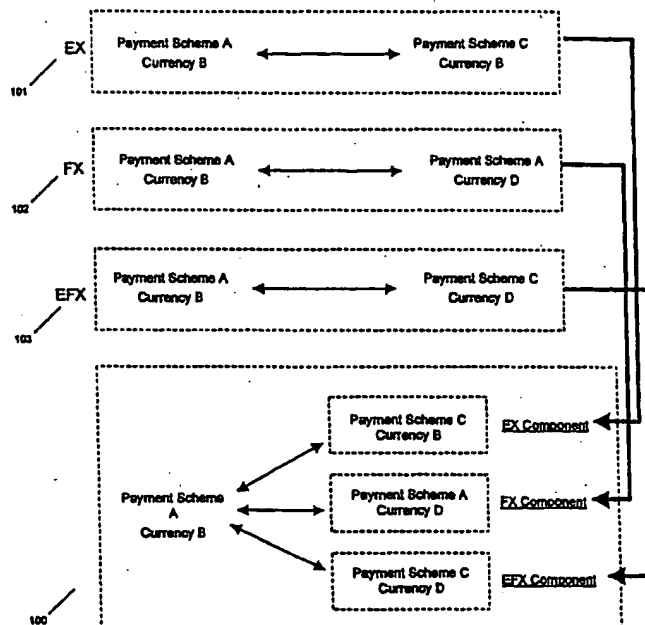 EX
Payment Scheme A
Currency B
Payment Scheme C
Currency B
101
FX
Payment Scheme A
Currency B
Payment Scheme A
Currency D
102
EFX
Payment Scheme A
Currency B
Payment Scheme C
Currency D
103
Payment Scheme C
Currency B
EX Component
Payment Scheme
A
Currency B
Payment Scheme A
Currency D
FX Component
Payment Scheme C
Currency D
EFX Component
100